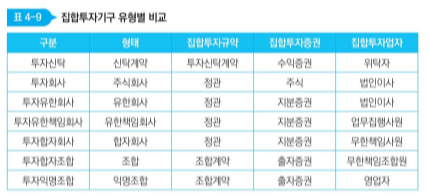 표 4-9 집합투자기구 유형별 비교
구분 형태 집합투자규약 집합투자증권 집합투자업자
투자신탁 신탁계약 투자신탁계약 수익증권 위탁자
투자회사 주식회사 정관 주식 법인이사
투자유한회사 유한회사 정관 지분증권 법인이사
투자유한책임회사 유한책임회사 정관 지분증권 업무집행사원
투자합자회사 합자회사 정관 지분증권 무한책임사원
투자합자조합 조합 조합계약 출자증권 무한책임조합원
투자익명조합 익명조합 조합계약 출자증권 영업자